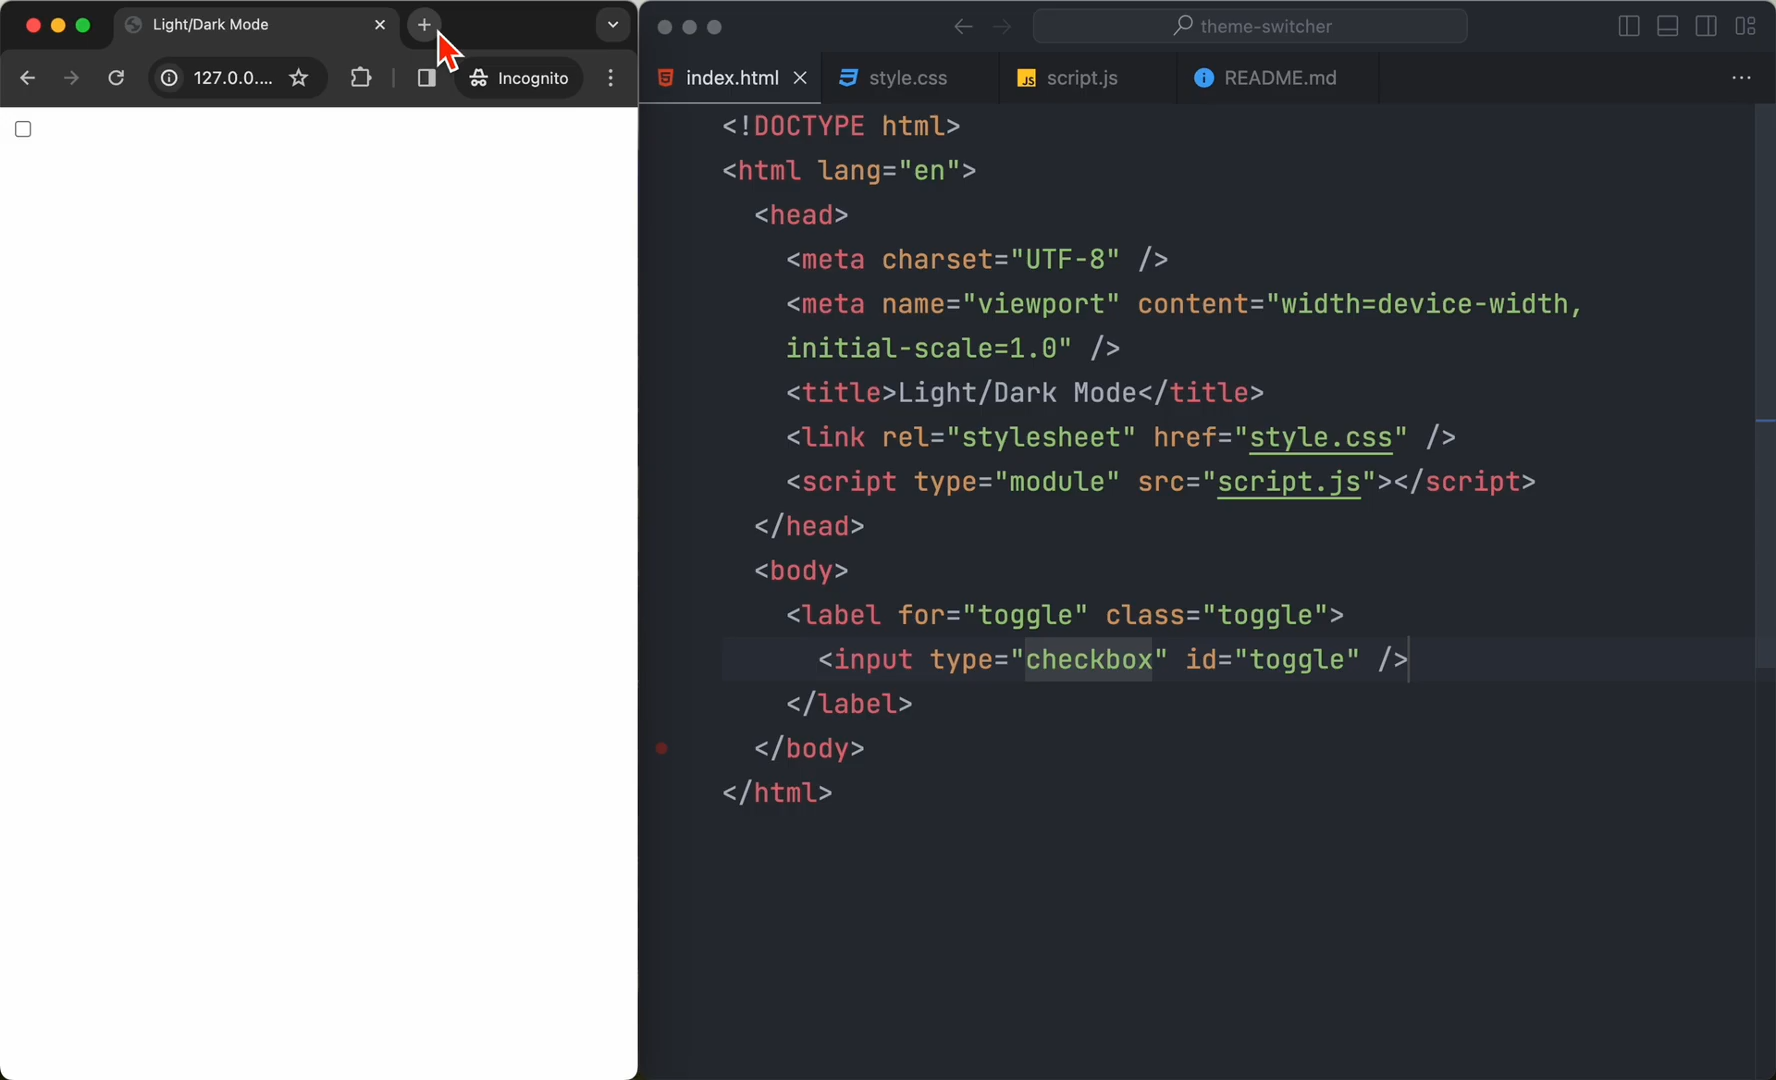 Light/Dark Mode
127.0.0....
Incognito
theme-switcher
index.html
style.css
JS script.js
README.md
<!DOCTYPE html>
<html lang="en">
<head>
<meta charset="UTF-8" />
<meta name="viewport" content="width=device-width,
initial-scale=1.0" />
<title>Light/Dark Mode</title>
<link rel="stylesheet" href="style.css" />
<script type="module" src="script.js"></script>
</head>
<body>
<label for="toggle" class="toggle">
<input type="checkbox" id="toggle" />
</label>
</body>
</html>